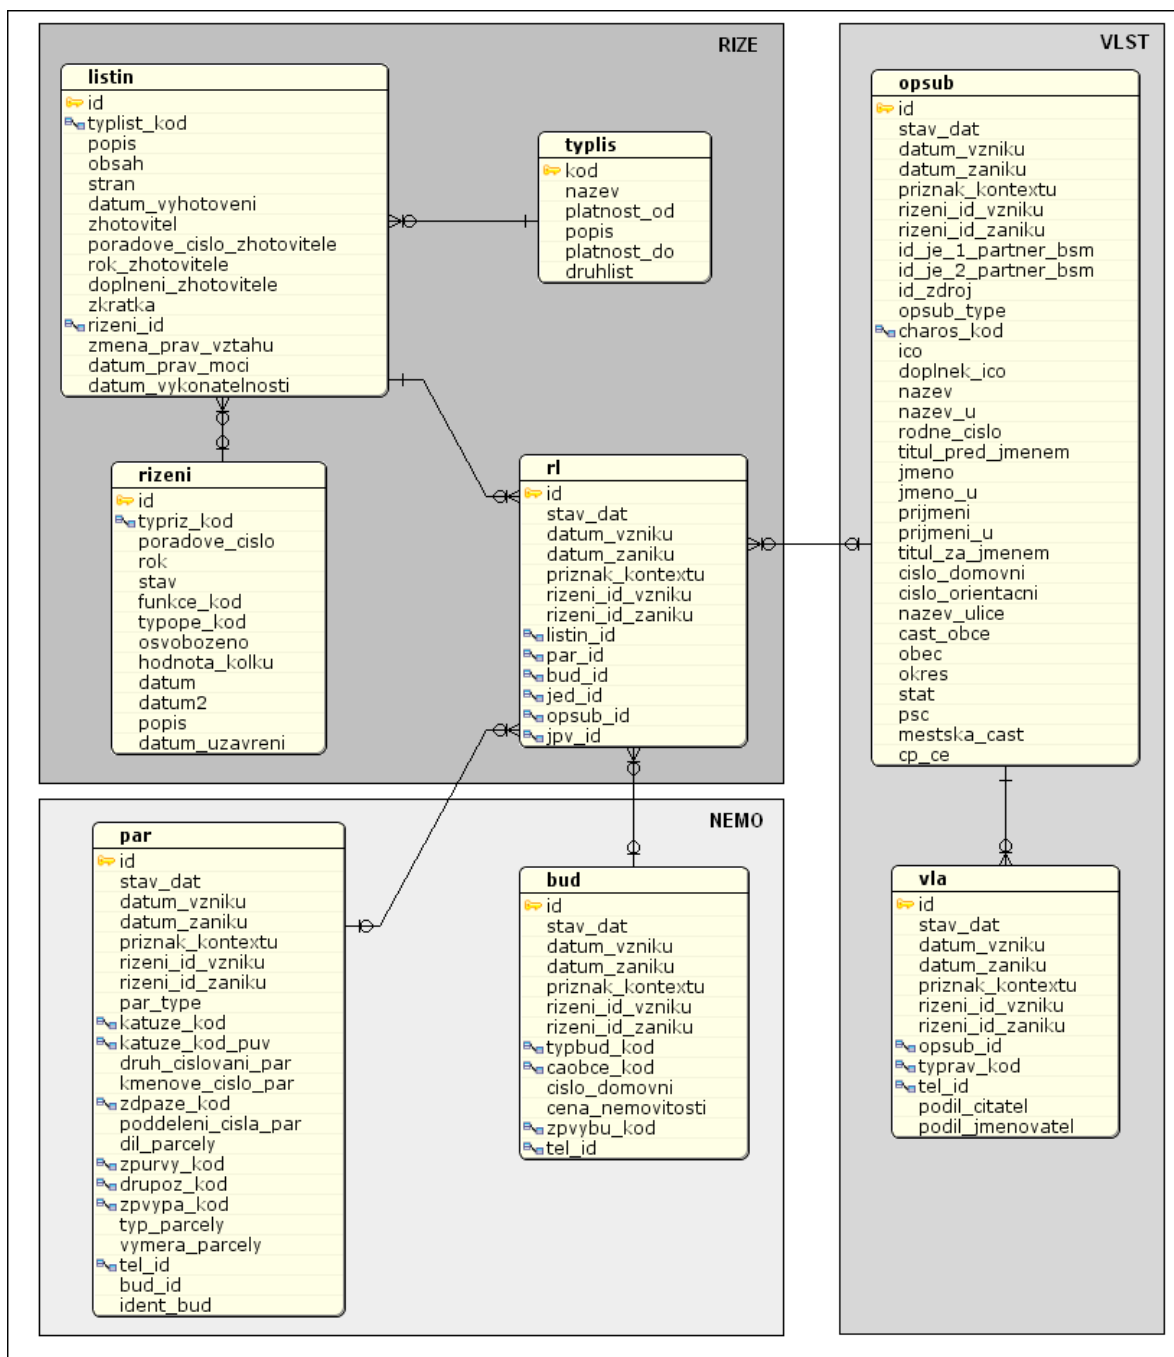 RIZE
listin
id
typlist_kod
popis
obsah
stran
datum_vyhotoveni
zhotovitel
poradove_cislo_zhotovitele
rok_zhotovitele
doplneni_zhotovitele
zkratka
rizeni_id
zmena_prav_vztahu
datum_prav_moci
datum_vykonatelnosti
typlis
kod
nazev
platnost_od
popis
platnost_do
druhlist
rizeni
id
typriz_kod
poradove_cislo
rok
stav
funkce_kod
typope_kod
osvobozeno
hodnota_kolku
datum
datum2
popis
datum_uzavreni
rl
id
stav_dat
datum_vzniku
datum_zaniku
priznak_kontextu
rizeni_id_vzniku
rizeni_id_zaniku
listin_id
par_id
bud_id
jed_id
opsub_id
jpv_id
VLST
opsub
id
stav_dat
datum_vzniku
datum_zaniku
priznak_kontextu
rizeni_id_vzniku
rizeni_id_zaniku
id_je_1_partner_bsm
id_je_2_partner_bsm
id_zdroj
opsub_type
charos_kod
ico
doplnek_ico
nazev
nazev_u
rodne_cislo
titul_pred_jmenem
jmeno
jmeno_u
prijmeni
prijmeni_u
titul_za_jmenem
cislo_domovni
cislo_orientacni
nazev_ulice
cast_obce
obec
okres
stat
psc
mestska_cast
cp_ce
vla
id
stav_dat
datum_vzniku
datum_zaniku
priznak_kontextu
rizeni_id_vzniku
rizeni_id_zaniku
opsub_id
typrav_kod
tel_id
podil_citatel
podil_jmenovatel
NEMO
par
id
stav_dat
datum_vzniku
datum_zaniku
priznak_kontextu
rizeni_id_vzniku
rizeni_id_zaniku
par_type
katuze_kod
katuze_kod_puv
druh_cislovani_par
kmenove_cislo_par
zdpaze_kod
poddeleni_cisla_par
dil_parcely
zpurvy_kod
drupoz_kod
zpvypa_kod
typ_parcely
vymera_parcely
tel_id
bud_id
ident_bud
bud
id
stav_dat
datum_vzniku
datum_zaniku
priznak_kontextu
rizeni_id_vzniku
rizeni_id_zaniku
typbud_kod
caobce_kod
cislo_domovni
cena_nemovitosti
zpvybu_kod
tel_id